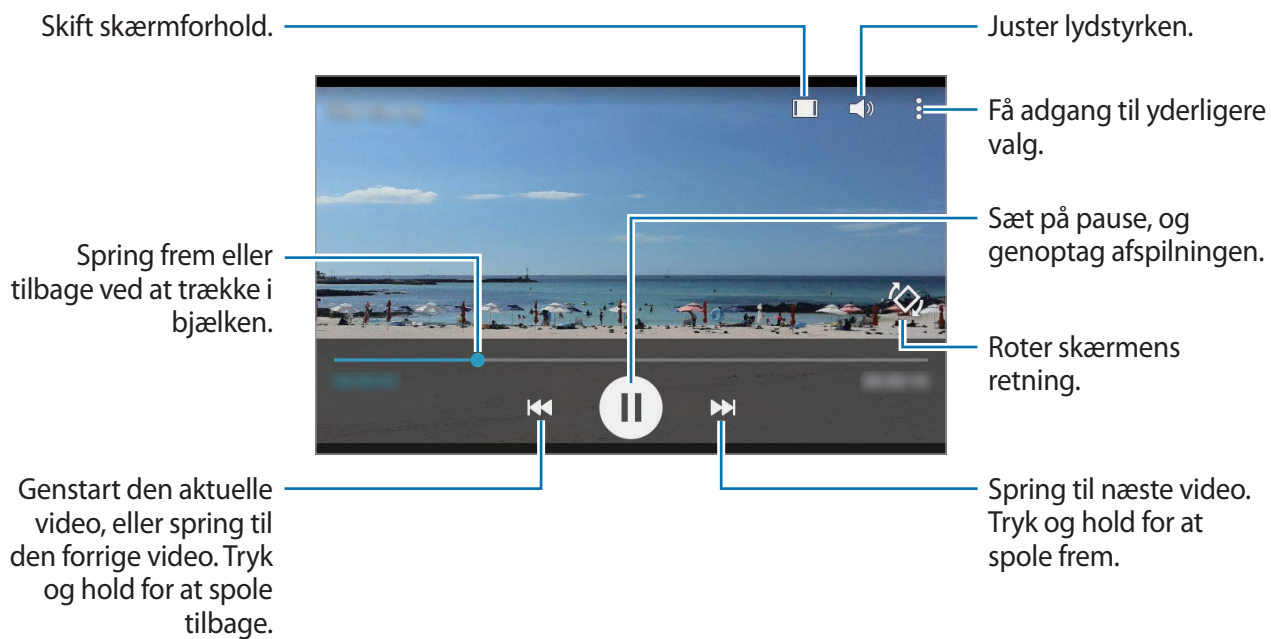 Skift skærmforhold.
Juster lydstyrken.
Få adgang til yderligere
valg.
Sæt på pause, og
genoptag afspilningen.
Spring frem eller
tilbage ved at trække i
bjælken.
Roter skærmens
retning.
Genstart den aktuelle
video, eller spring til
den forrige video. Tryk
og hold for at spole
tilbage.
Spring til næste video.
Tryk og hold for at
spole frem.